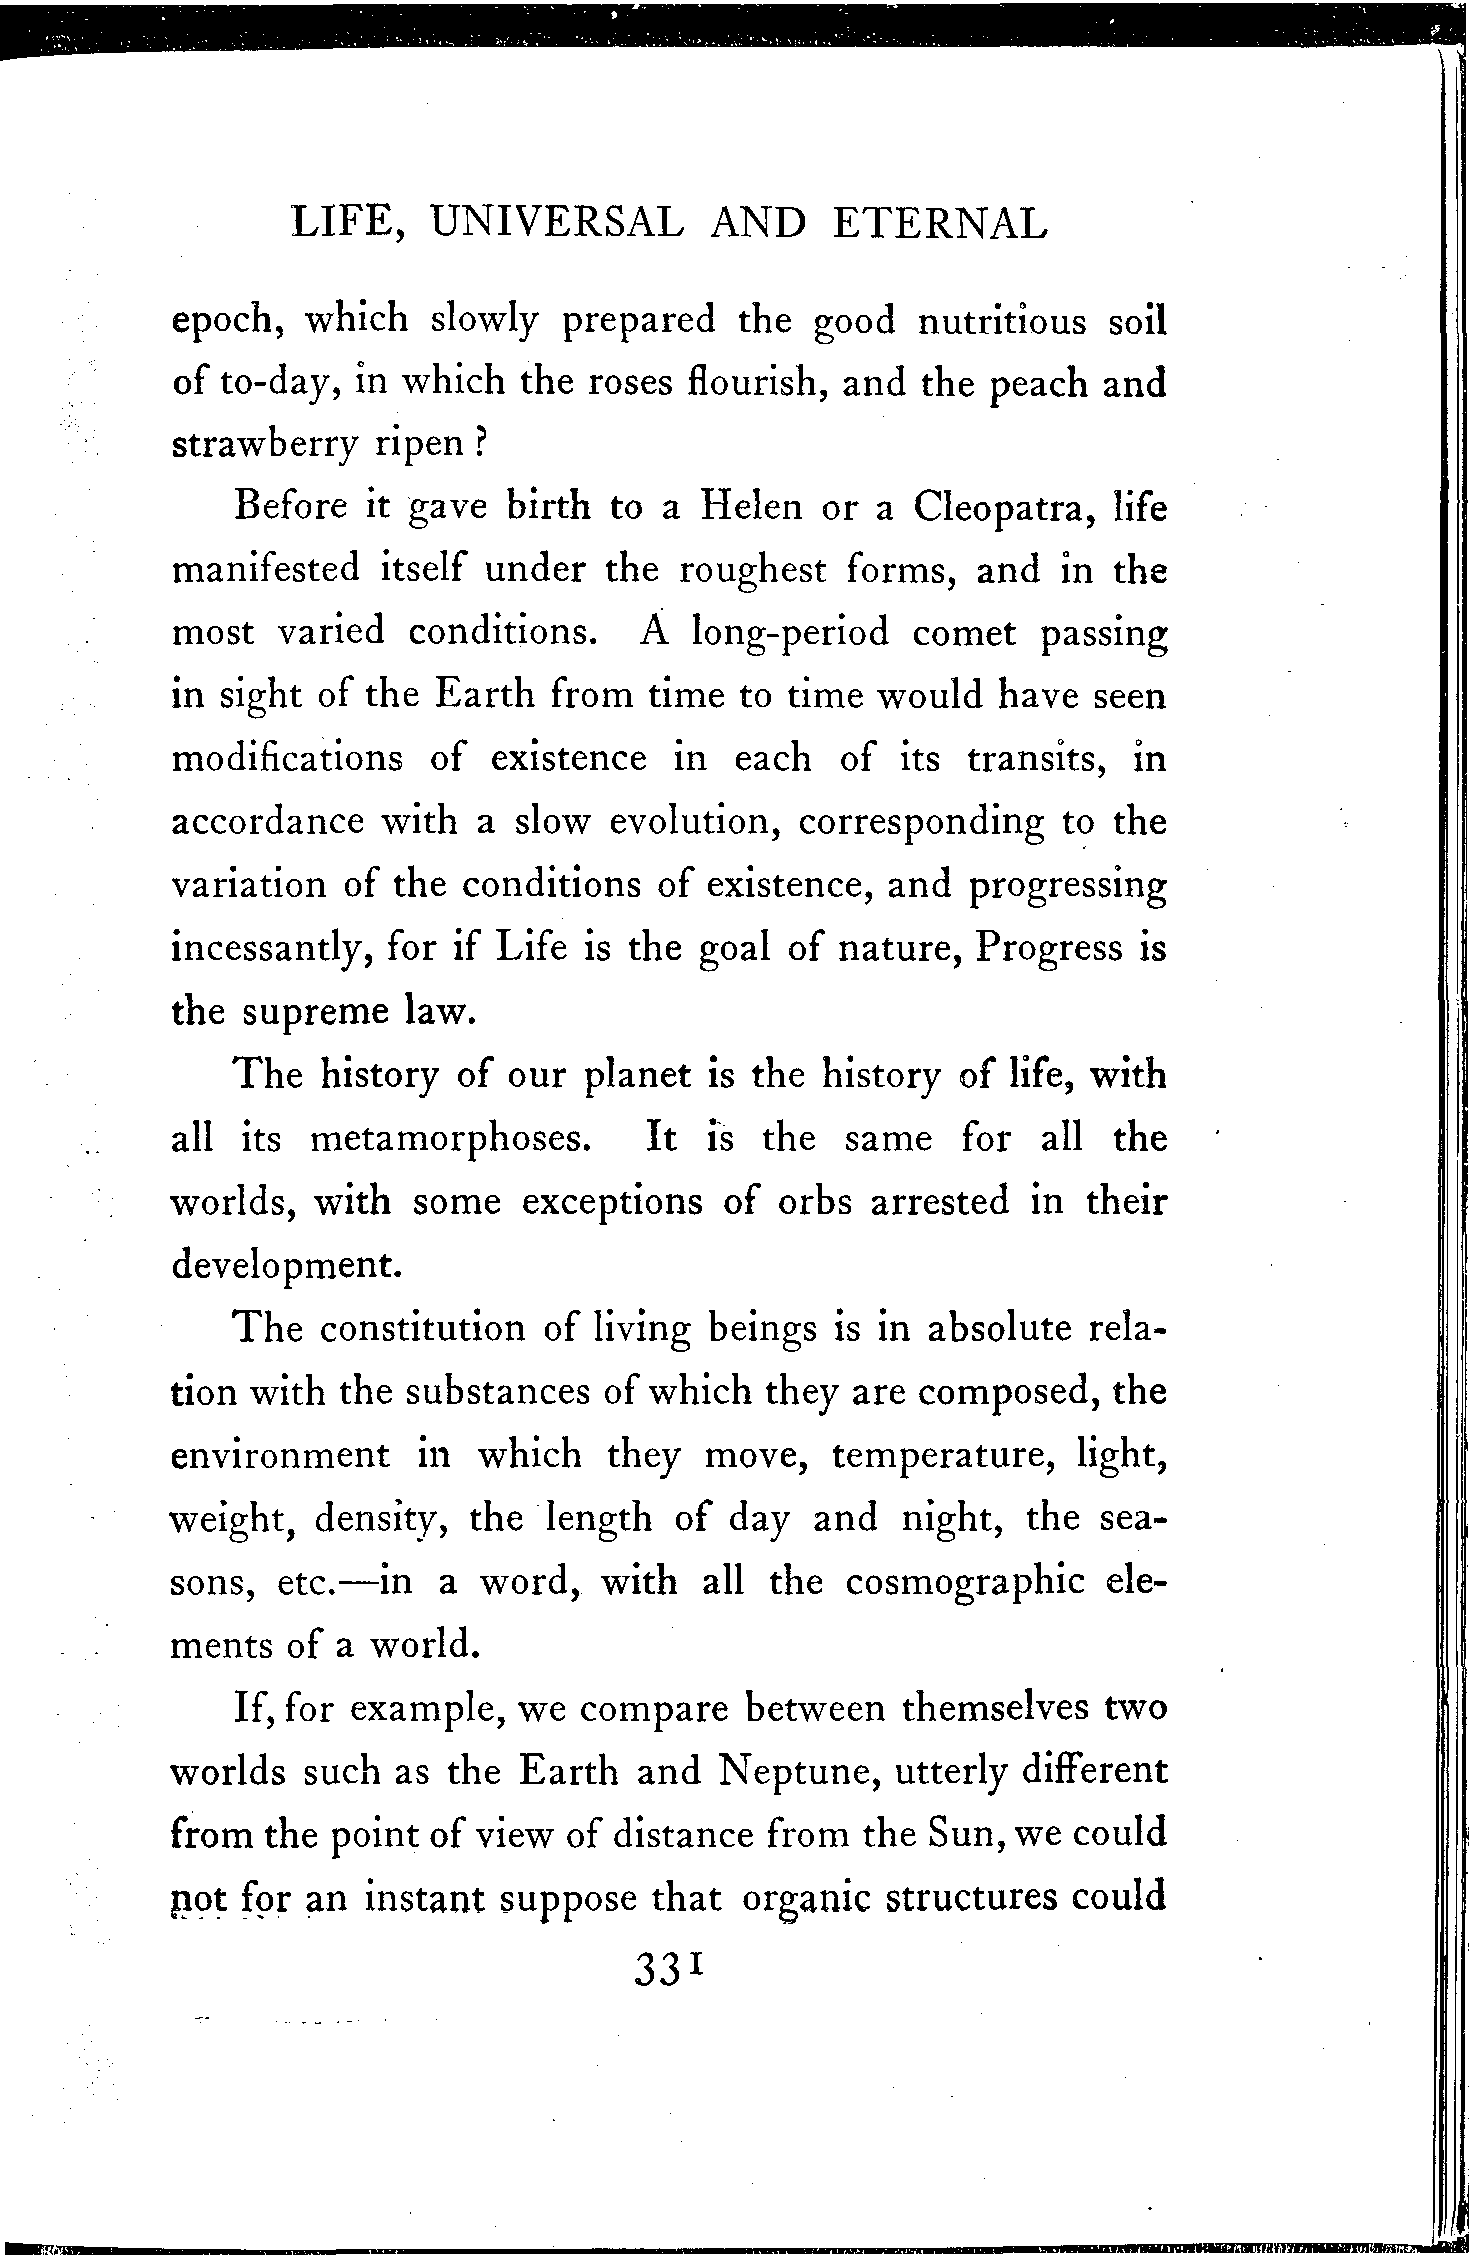 LIFE, UNIVERSAL AND ETERNAL
epoch, which slowly prepared the good nutritious soil
of to-day, in which the roses flourish, and the peach and
strawberry ripen ?
Before it gave birth to a Helen or a Cleopatra, life
manifested itself under the roughest forms, and in the
most varied conditions. A long-period comet passing
in sight of the Earth from time to time would have seen
modifications of existence in each of its transits, in
accordance with a slow evolution, corresponding to the
variation of the conditions of existence, and progressing
incessantly, for if Life is the goal of nature, Progress is
the supreme law.
The history of our planet is the history of life, with
all its metamorphoses. It is the same for all the
worlds, with some exceptions of orbs arrested in their
development.
The constitution of living beings is in absolute rela-
tion with the substances of which they are composed, the
environment in which they move, temperature, light,
weight, density, the length of day and night, the sea-
sons, etc.—in a word, with all the cosmographic ele-
ments of a world.
If, for example, we compare between themselves two
worlds such as the Earth and Neptune, utterly different
from the point of view of distance from the Sun, we could
not for an instant suppose that organic structures could
331